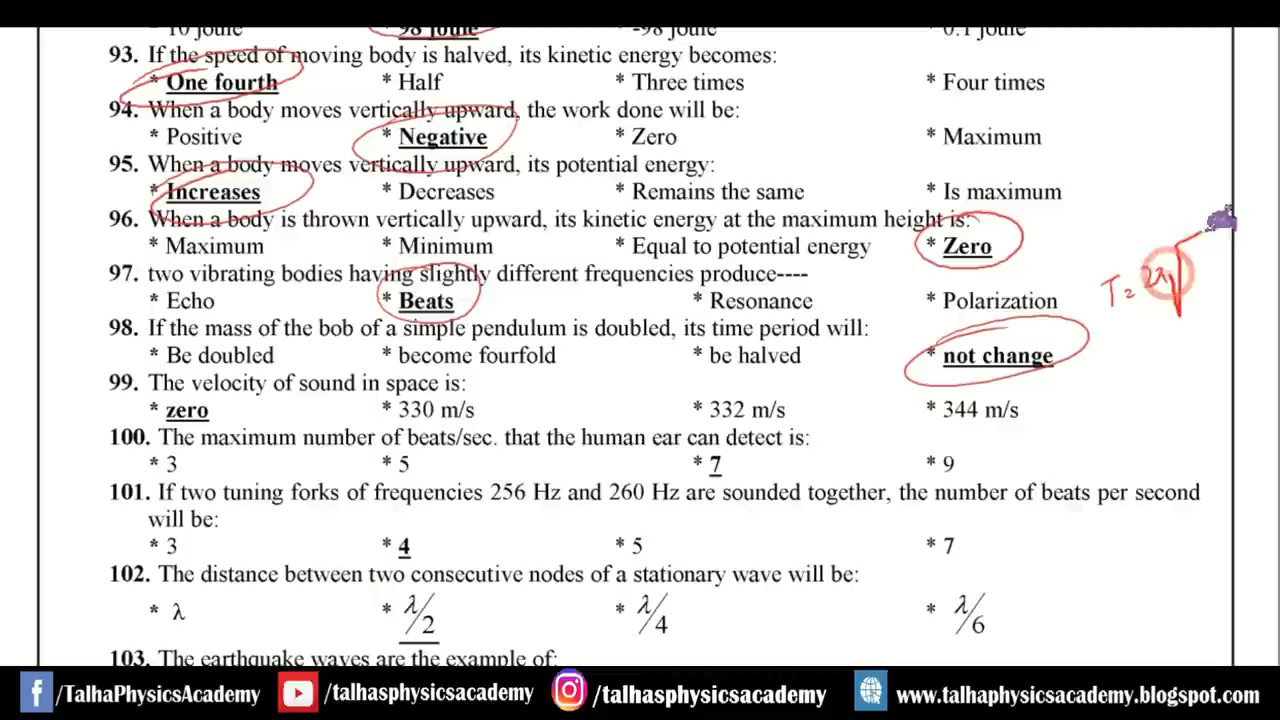 * 10 joule * 98 joule * -98 joule * 0.1 joule
93. If the speed of moving body is halved, its kinetic energy becomes:
* One fourth * Half * Three times * Four times
94. When a body moves vertically upward, the work done will be:
* Positive * Negative * Zero * Maximum
95. When a body moves vertically upward, its potential energy:
* Increases * Decreases * Remains the same * Is maximum
96. When a body is thrown vertically upward, its kinetic energy at the maximum height is:
* Maximum * Minimum * Equal to potential energy * Zero
97. two vibrating bodies having slightly different frequencies produce----
* Echo * Beats * Resonance * Polarization
T = 2π√
98. If the mass of the bob of a simple pendulum is doubled, its time period will:
* Be doubled * become fourfold * be halved * not change
99. The velocity of sound in space is:
* zero * 330 m/s * 332 m/s * 344 m/s
100. The maximum number of beats/sec. that the human ear can detect is:
* 3 * 5 * 7 * 9
101. If two tuning forks of frequencies 256 Hz and 260 Hz are sounded together, the number of beats per second
will be:
* 3 * 4 * 5 * 7
102. The distance between two consecutive nodes of a stationary wave will be:
* λ * λ/2 * λ/4 * λ/6
103. The earthquake waves are the example of:
/TalhaPhysicsAcademy /talhasphysicsacademy /talhasphysicsacademy www.talhaphysicsacademy.blogspot.com